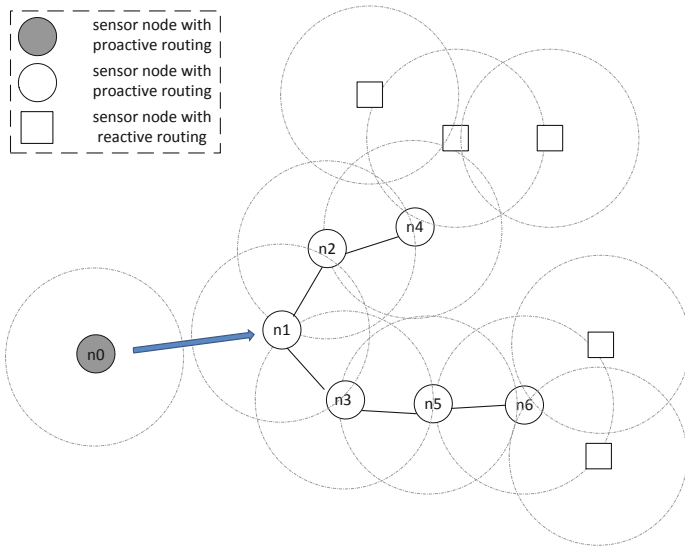 sensor node with
proactive routing
sensor node with
proactive routing
sensor node with
reactive routing
n4
n2
n1
n0
n3
n5
n6